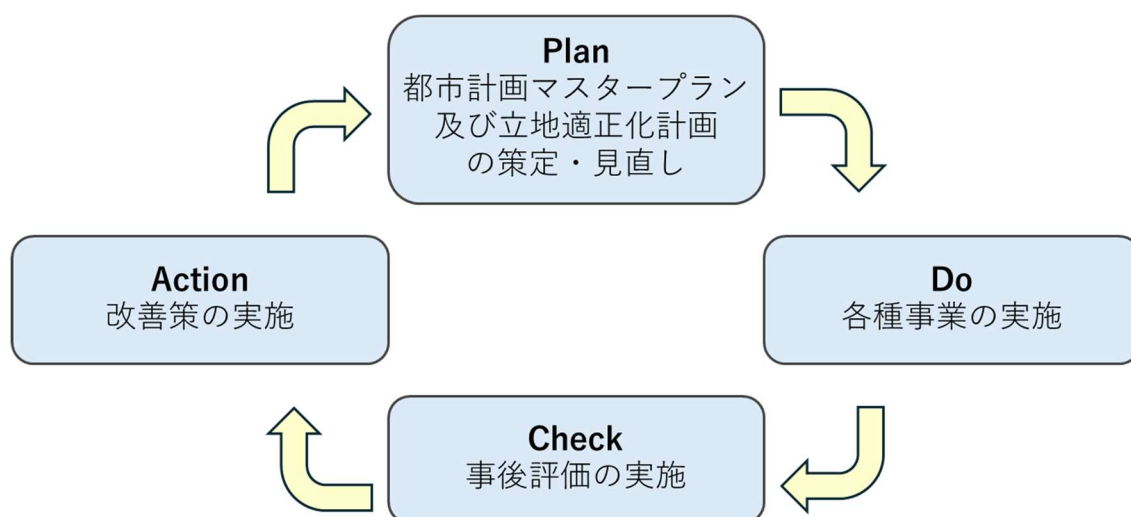 Plan
都市計画マスタープラン
及び立地適正化計画
の策定・見直し
Action
改善策の実施
Do
各種事業の実施
Check
事後評価の実施